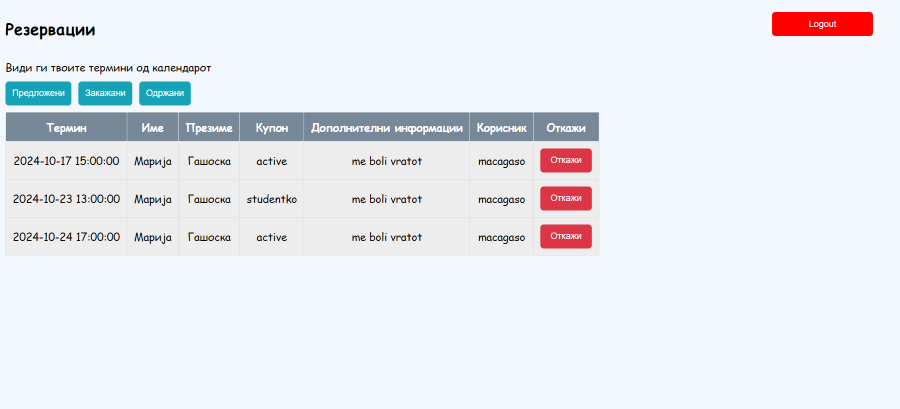 Резервации
Logout
Види ги твоите термини од календарот
Предложени Закажани Одржани
Термин Име Презиме Купон Дополнителни информации Корисник Откажи
2024-10-17 15:00:00 Марија Гашоска active me boli vratot macagaso Откажи
2024-10-23 13:00:00 Марија Гашоска studentko me boli vratot macagaso Откажи
2024-10-24 17:00:00 Марија Гашоска active me boli vratot macagaso Откажи